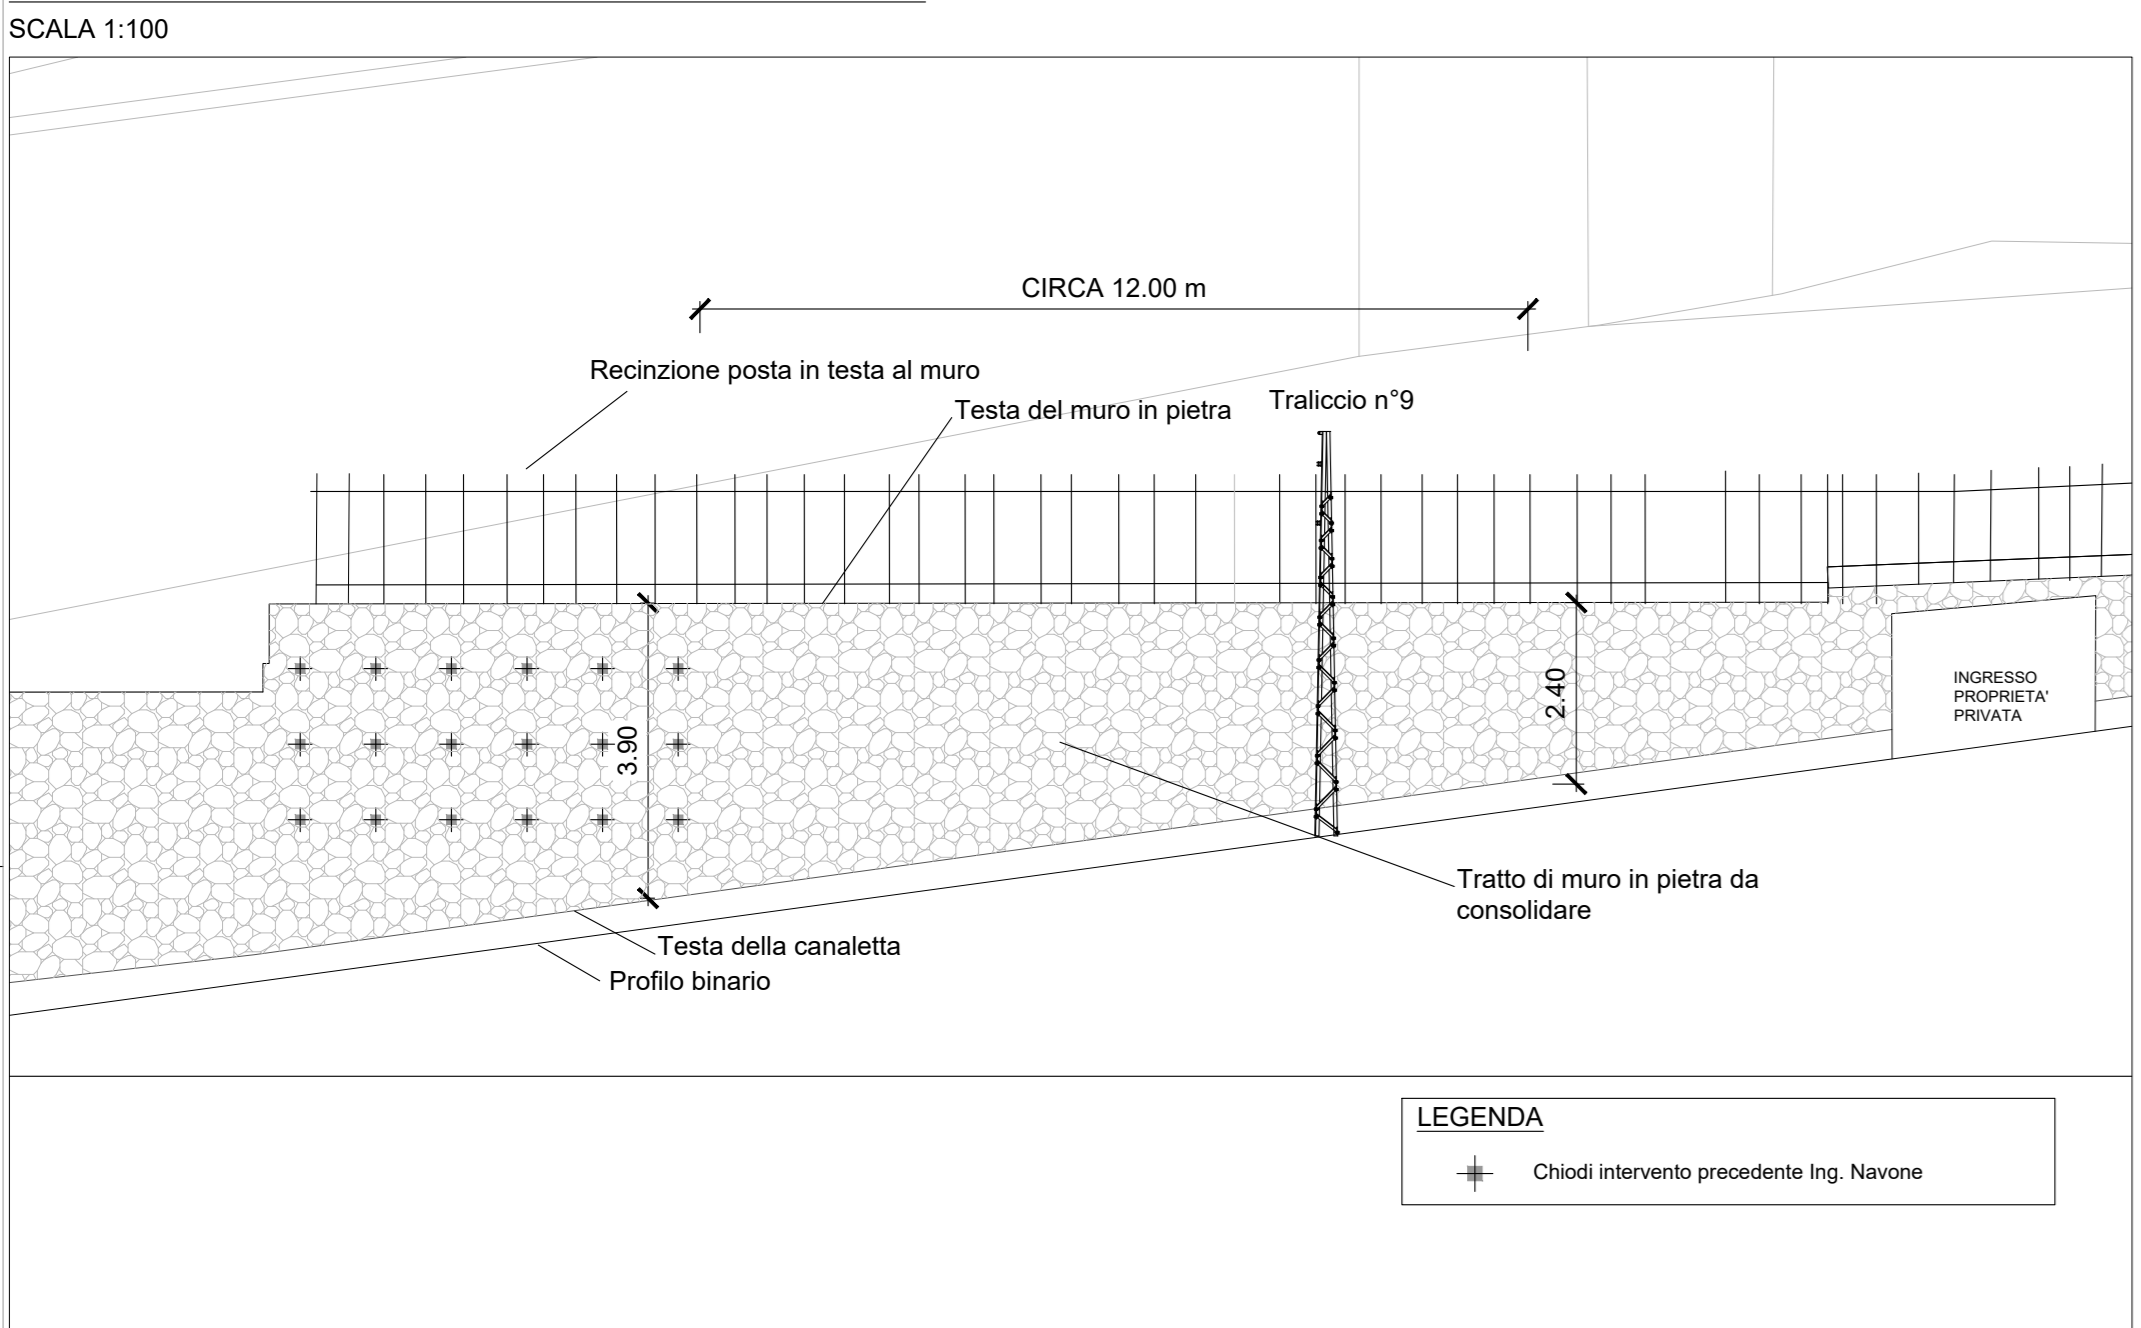 SCALA 1:100
CIRCA 12.00 m
Recinzione posta in testa al muro
Traliccio n°9
Testa del muro in pietra
3.90
2.40
INGRESSO
PROPRIETA'
PRIVATA
Tratto di muro in pietra da
consolidare
Testa della canaletta
Profilo binario
LEGENDA
Chiodi intervento precedente Ing. Navone